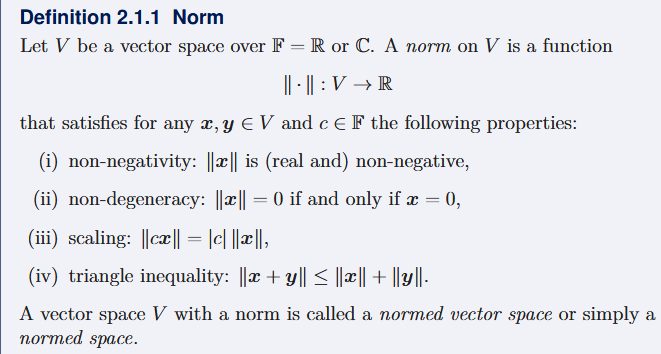 Definition 2.1.1 Norm
Let V be a vector space over 𝔽 = ℝ or ℂ. A norm on V is a function
‖ · ‖ : V → ℝ
that satisfies for any x, y ∈ V and c ∈ 𝔽 the following properties:
(i) non-negativity: ‖x‖ is (real and) non-negative,
(ii) non-degeneracy: ‖x‖ = 0 if and only if x = 0,
(iii) scaling: ‖cx‖ = |c| ‖x‖,
(iv) triangle inequality: ‖x + y‖ ≤ ‖x‖ + ‖y‖.
A vector space V with a norm is called a normed vector space or simply a
normed space.